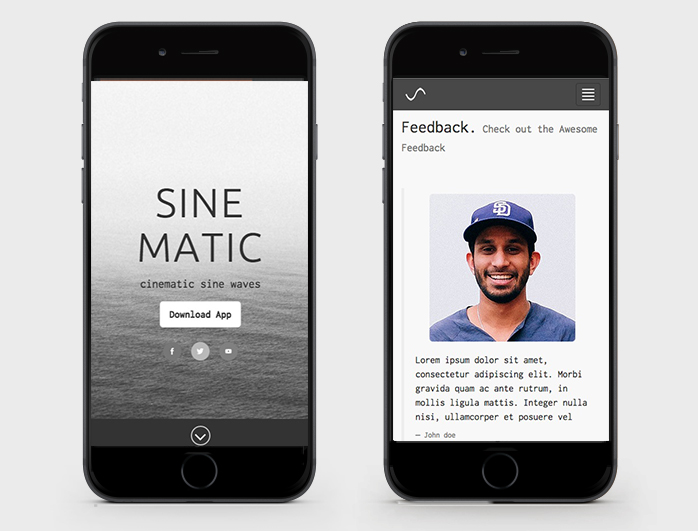 SINE
MATIC
cinematic sine waves
Download App
Feedback. Check out the Awesome
Feedback
SD
Lorem ipsum dolor sit amet,
consectetur adipiscing elit. Morbi
gravida quam ac ante rutrum, in
mollis ligula mattis. Integer nulla
nisi, ullamcorper et posuere vel
— John doe